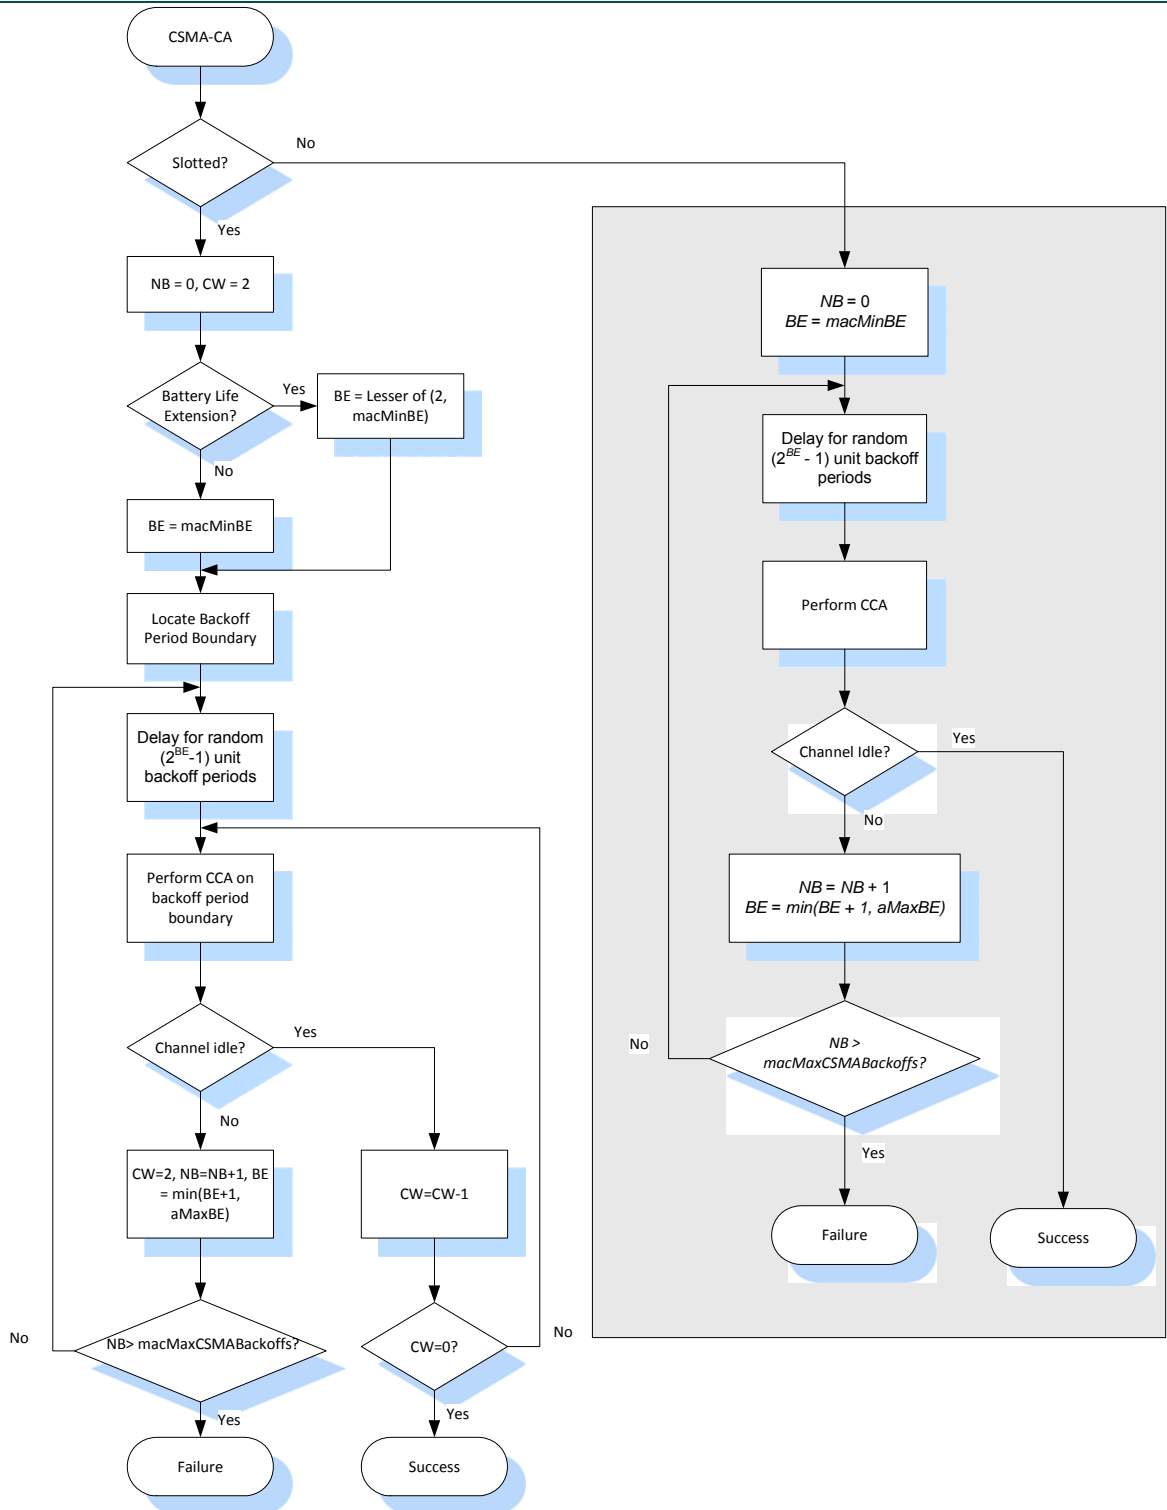 CSMA-CA
Slotted?
No
Yes
NB = 0, CW = 2
Battery Life
Extension?
Yes
BE = Lesser of (2,
macMinBE)
No
BE = macMinBE
Locate Backoff
Period Boundary
Delay for random
(2^BE-1) unit
backoff periods
Perform CCA on
backoff period
boundary
Channel idle?
Yes
No
CW=2, NB=NB+1, BE
= min(BE+1,
aMaxBE)
CW=CW-1
No
NB> macMaxCSMABackoffs?
CW=0?
No
Yes
Yes
Failure
Success
NB = 0
BE = macMinBE
Delay for random
(2^BE - 1) unit backoff
periods
Perform CCA
Channel Idle?
Yes
No
NB = NB + 1
BE = min(BE + 1, aMaxBE)
No
NB >
macMaxCSMABackoffs?
Yes
Failure
Success